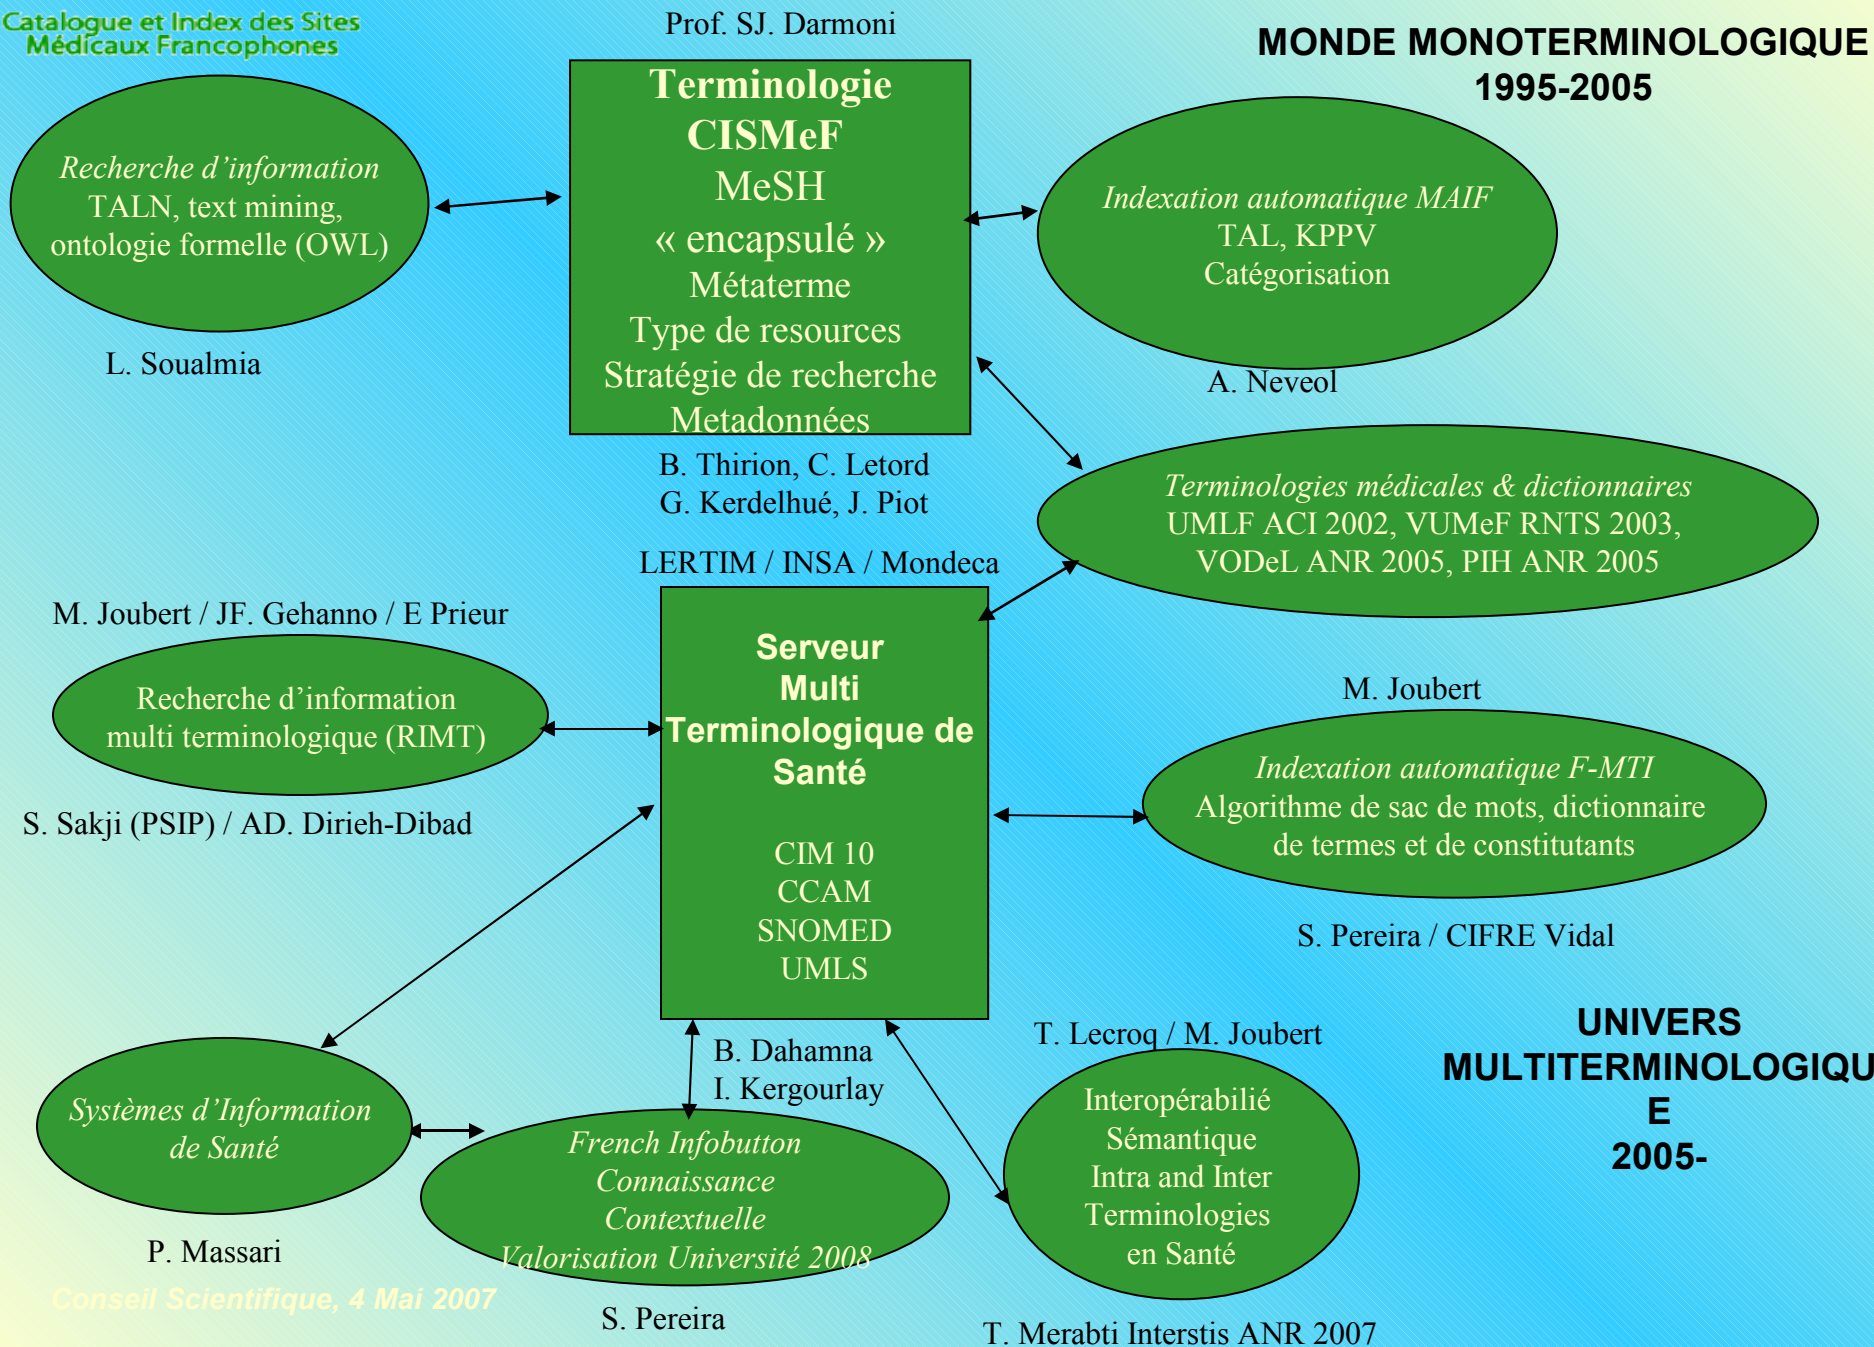 Catalogue et Index des Sites
Médicaux Francophones
Prof. SJ. Darmoni
MONDE MONOTERMINOLOGIQUE
1995-2005
Recherche d’information
TALN, text mining,
ontologie formelle (OWL)
L. Soualmia
Terminologie
CISMeF
MeSH
« encapsulé »
Métaterme
Type de resources
Stratégie de recherche
Metadonnées
B. Thirion, C. Letord
G. Kerdelhué, J. Piot
Indexation automatique MAIF
TAL, KPPV
Catégorisation
A. Neveol
Terminologies médicales & dictionnaires
UMLF ACI 2002, VUMeF RNTS 2003,
VODeL ANR 2005, PIH ANR 2005
LERTIM / INSA / Mondeca
Serveur
Multi
Terminologique de
Santé
CIM 10
CCAM
SNOMED
UMLS
B. Dahamna
I. Kergourlay
M. Joubert / JF. Gehanno / E Prieur
Recherche d’information
multi terminologique (RIMT)
S. Sakji (PSIP) / AD. Dirieh-Dibad
M. Joubert
Indexation automatique F-MTI
Algorithme de sac de mots, dictionnaire
de termes et de constitutants
S. Pereira / CIFRE Vidal
UNIVERS
MULTITERMINOLOGIQU
E
2005-
Systèmes d’Information
de Santé
P. Massari
French Infobutton
Connaissance
Contextuelle
Valorisation Université 2008
S. Pereira
T. Lecroq / M. Joubert
Interopérabilié
Sémantique
Intra and Inter
Terminologies
en Santé
T. Merabti Interstis ANR 2007
Conseil Scientifique, 4 Mai 2007